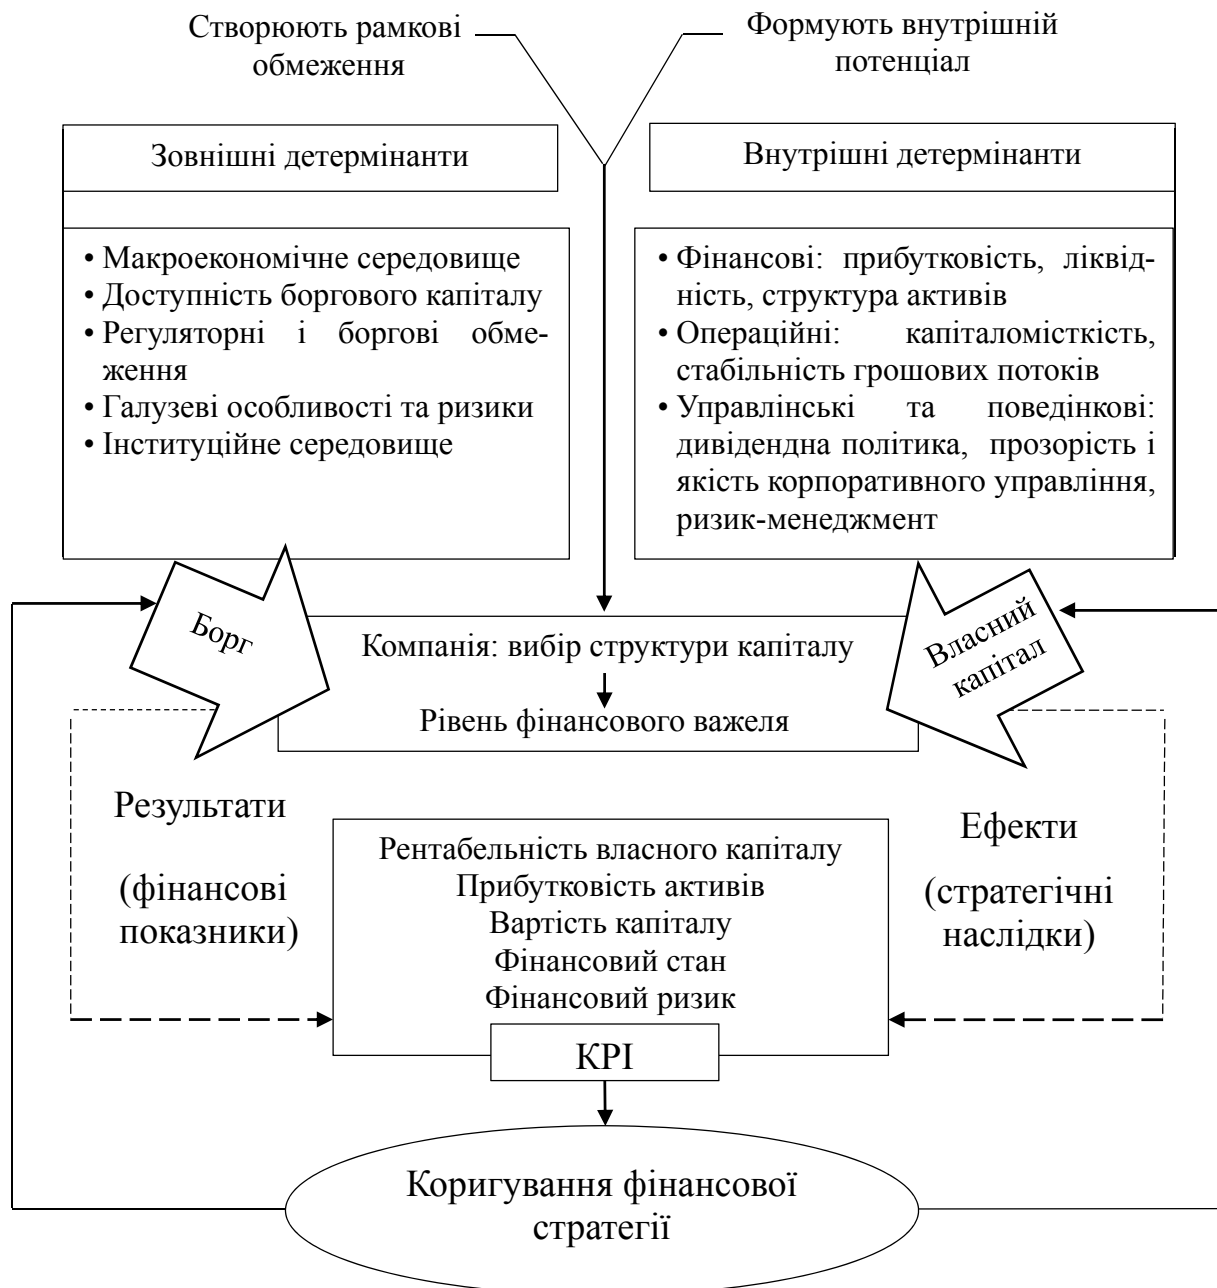 Створюють рамкові
обмеження
Формують внутрішній
потенціал
Зовнішні детермінанти
Внутрішні детермінанти
• Макроекономічне середовище
• Доступність боргового капіталу
• Регуляторні і боргові обме-
ження
• Галузеві особливості та ризики
• Інституційне середовище
• Фінансові: прибутковість, ліквід-
ність, структура активів
• Операційні: капіталомісткість,
стабільність грошових потоків
• Управлінські та поведінкові:
дивідендна політика, прозорість і
якість корпоративного управління,
ризик-менеджмент
Борг
Власний
капітал
Компанія: вибір структури капіталу
Рівень фінансового важеля
Результати
(фінансові
показники)
Ефекти
(стратегічні
наслідки)
Рентабельність власного капіталу
Прибутковість активів
Вартість капіталу
Фінансовий стан
Фінансовий ризик
KPI
Коригування фінансової
стратегії